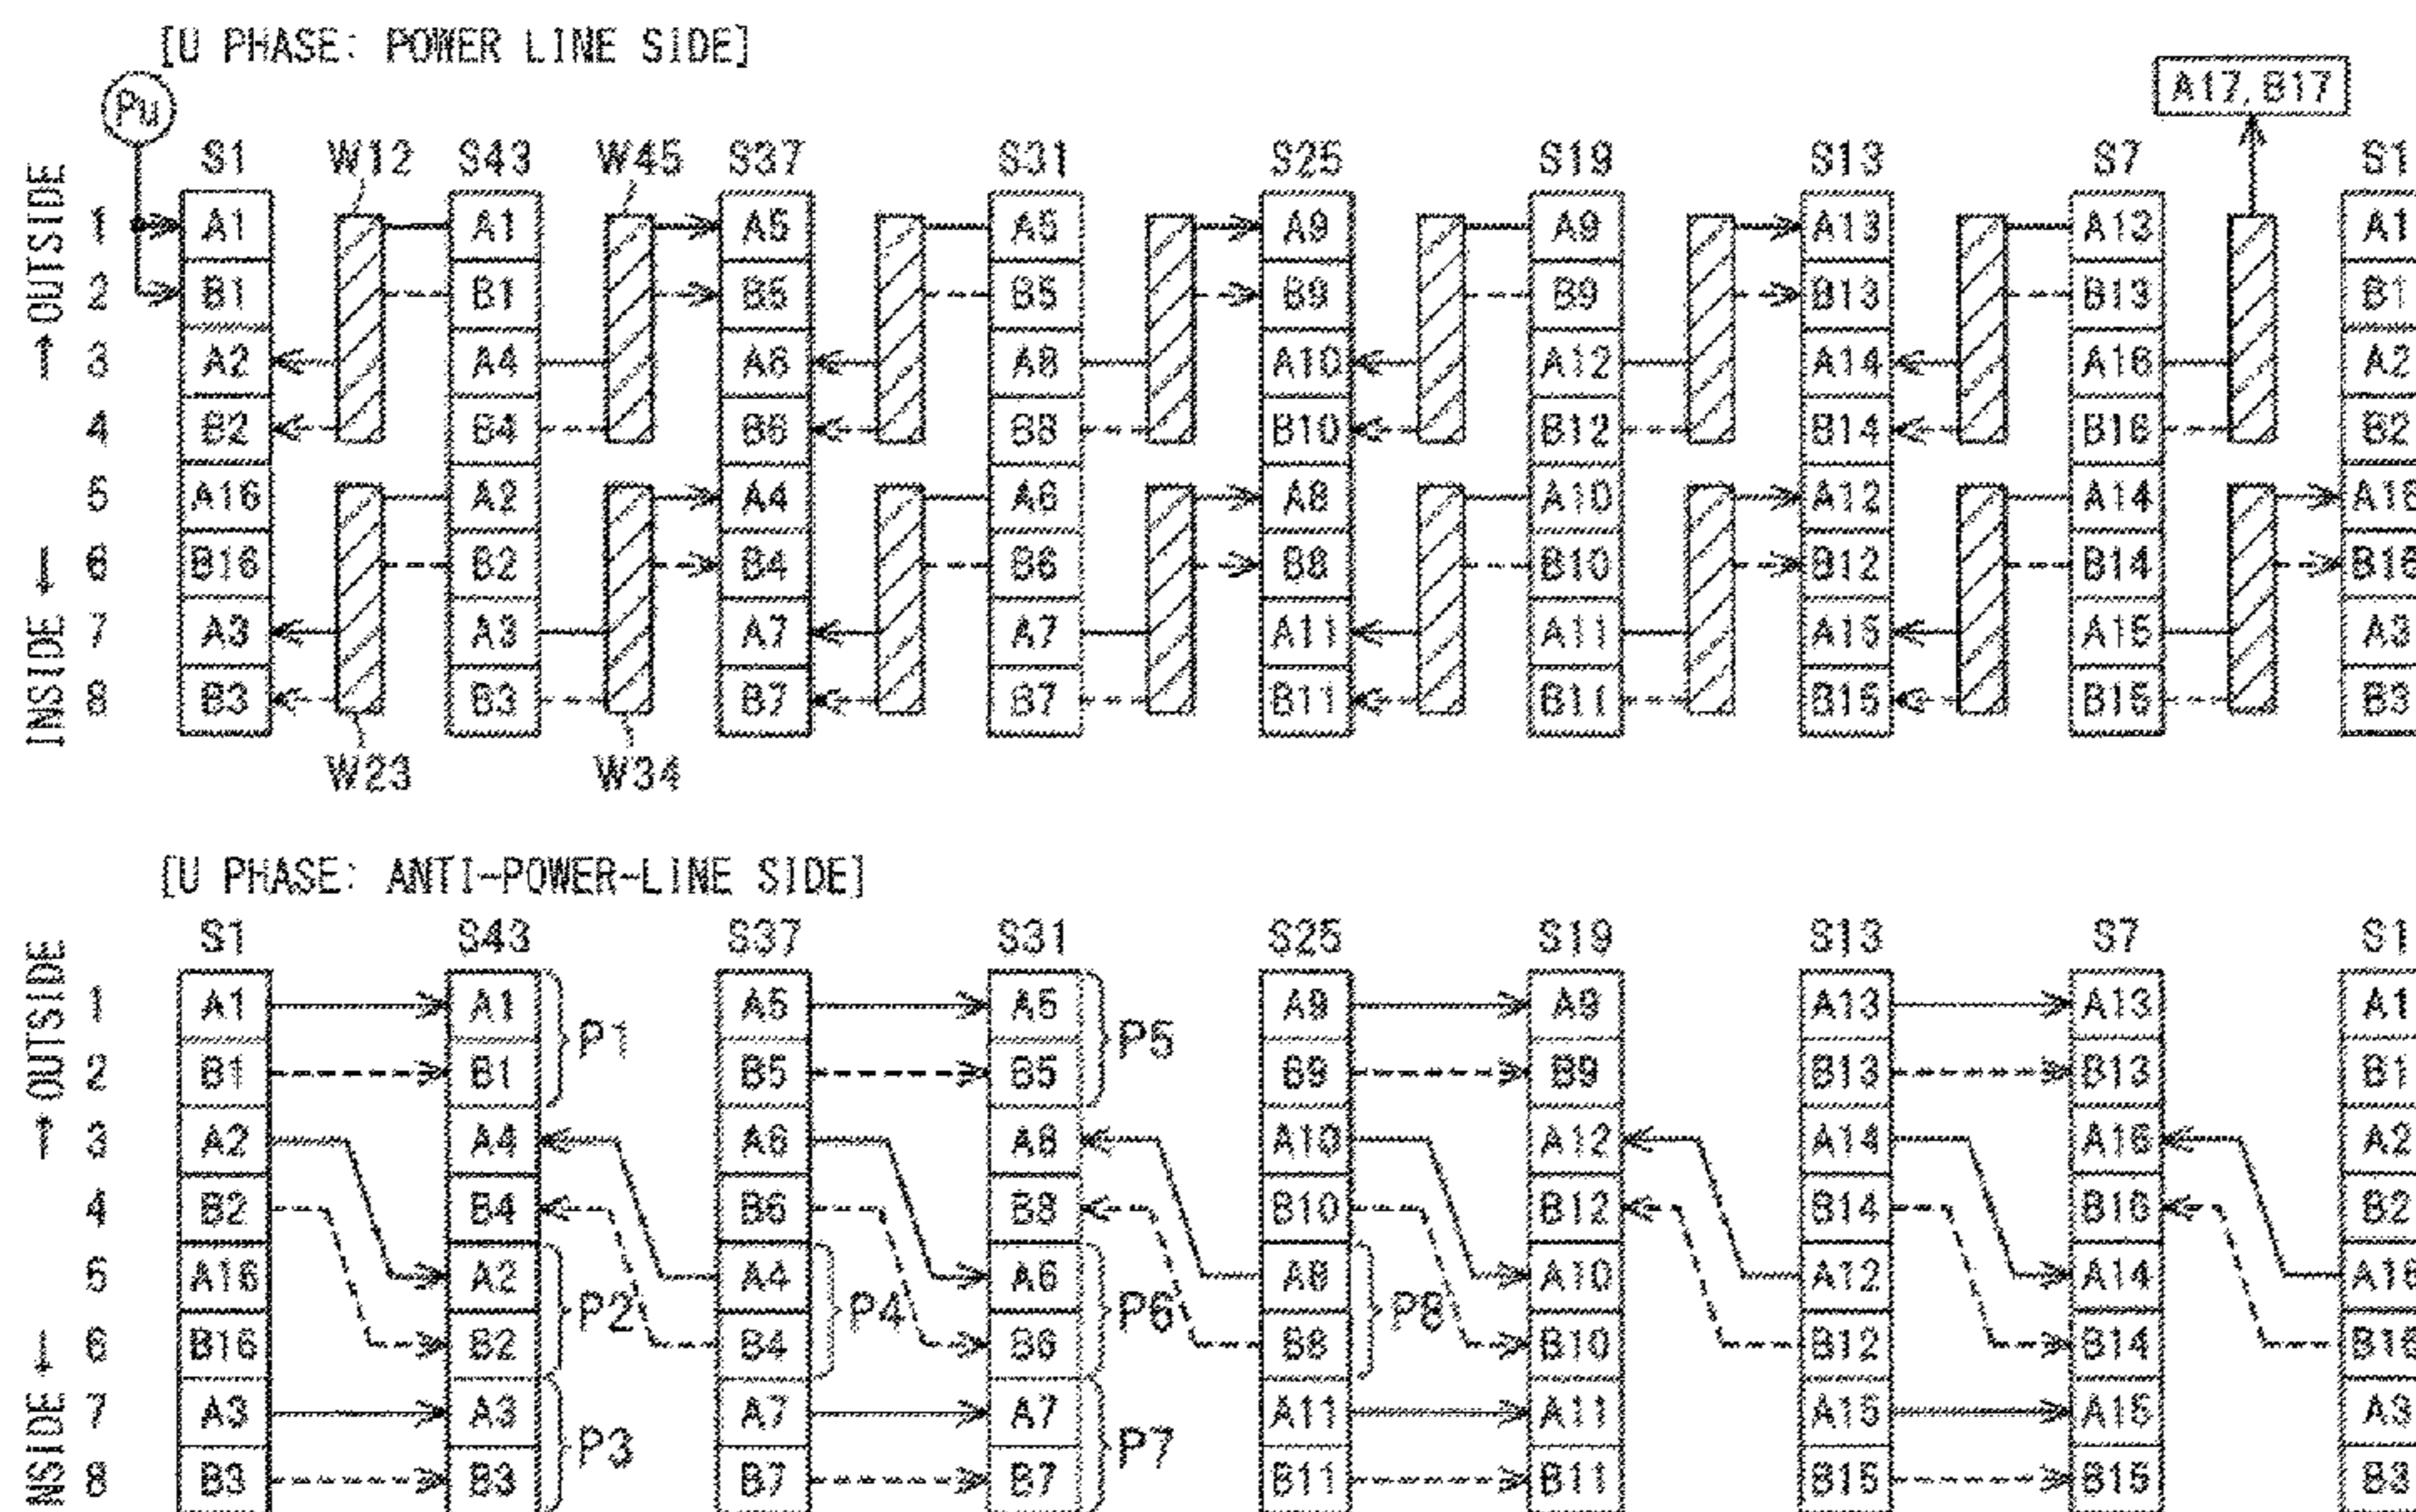 [U PHASE: POWER LINE SIDE]
Pu
A17, B17
S1 W12 S43 W45 S37 S31 S25 S19 S13 S7 S1
↑ OUTSIDE
INSIDE ↓
1 A1 A1 A5 A5 A9 A9 A13 A13 A1
2 B1 B1 B5 B5 B9 B9 B13 B13 B1
3 A2 A4 A6 A8 A10 A12 A14 A16 A2
4 B2 B4 B6 B8 B10 B12 B14 B16 B2
5 A16 A2 A4 A6 A8 A10 A12 A14 A16
6 B16 B2 B4 B6 B8 B10 B12 B14 B16
7 A3 A3 A7 A7 A11 A11 A15 A15 A3
8 B3 B3 B7 B7 B11 B11 B15 B15 B3
W23 W34
[U PHASE: ANTI-POWER-LINE SIDE]
S1 S43 S37 S31 S25 S19 S13 S7 S1
↑ OUTSIDE
INSIDE ↓
1 A1 A1 A5 A5 A9 A9 A13 A13 A1
P1 P5
2 B1 B1 B5 B5 B9 B9 B13 B13 B1
3 A2 A4 A6 A8 A10 A12 A14 A16 A2
4 B2 B4 B6 B8 B10 B12 B14 B16 B2
5 A16 A2 A4 A6 A8 A10 A12 A14 A16
P2 P4 P6 P8
6 B16 B2 B4 B6 B8 B10 B12 B14 B16
7 A3 A3 A7 A7 A11 A11 A15 A15 A3
P3 P7
8 B3 B3 B7 B7 B11 B11 B15 B15 B3